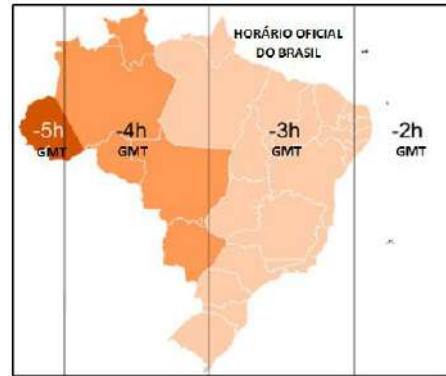 HORÁRIO OFICIAL
DO BRASIL
-5h
GMT
-4h
GMT
-3h
GMT
-2h
GMT